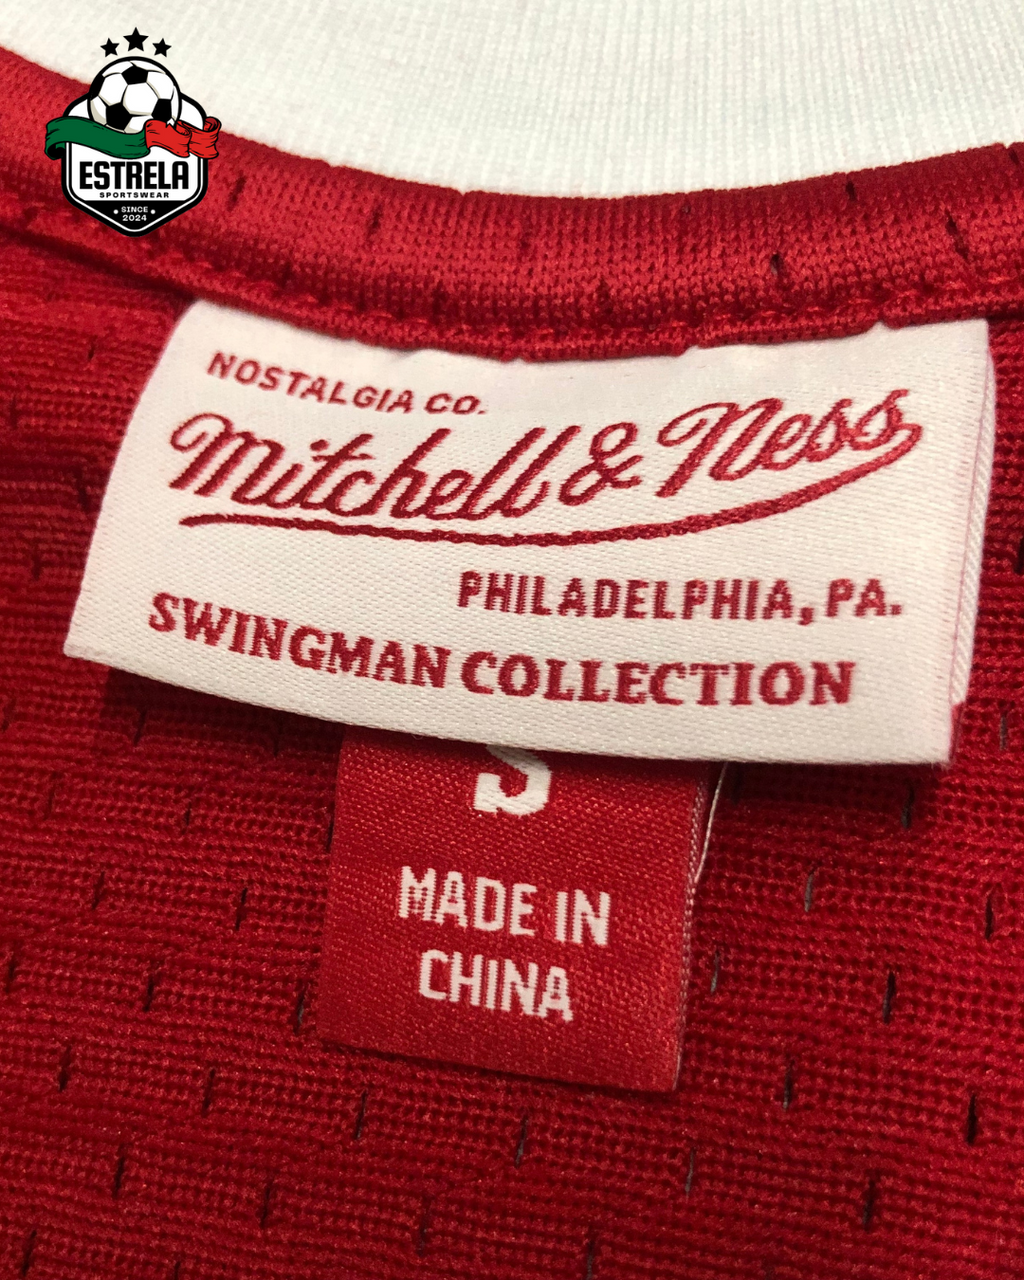 ESTRELA
SPORTSWEAR
SINCE
2024
NOSTALGIA CO.
Mitchell & Ness
PHILADELPHIA, PA.
SWINGMAN COLLECTION
S
MADE IN
CHINA